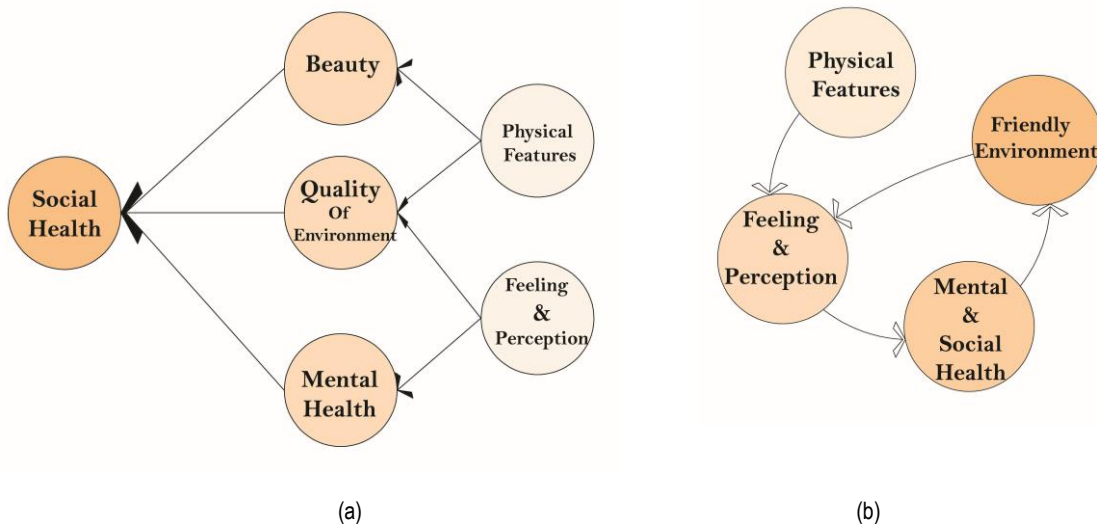 Beauty
Physical
Features
Social
Health
Quality
Of
Environment
Feeling
&
Perception
Mental
Health
(a)
Physical
Features
Friendly
Environment
Feeling
&
Perception
Mental
&
Social
Health
(b)